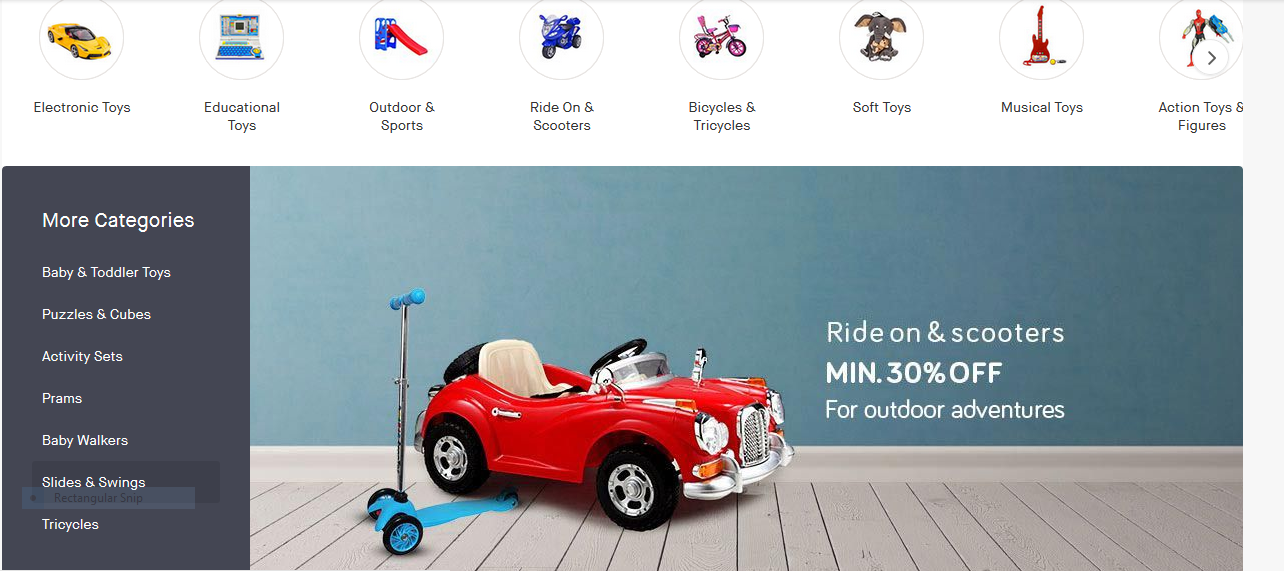 Electronic Toys
Educational
Toys
Outdoor &
Sports
Ride On &
Scooters
Bicycles &
Tricycles
Soft Toys
Musical Toys
Action Toys &
Figures
More Categories
Baby & Toddler Toys
Puzzles & Cubes
Activity Sets
Prams
Baby Walkers
Slides & Swings
Rectangular Snip
Tricycles
Ride on & scooters
MIN. 30% OFF
For outdoor adventures